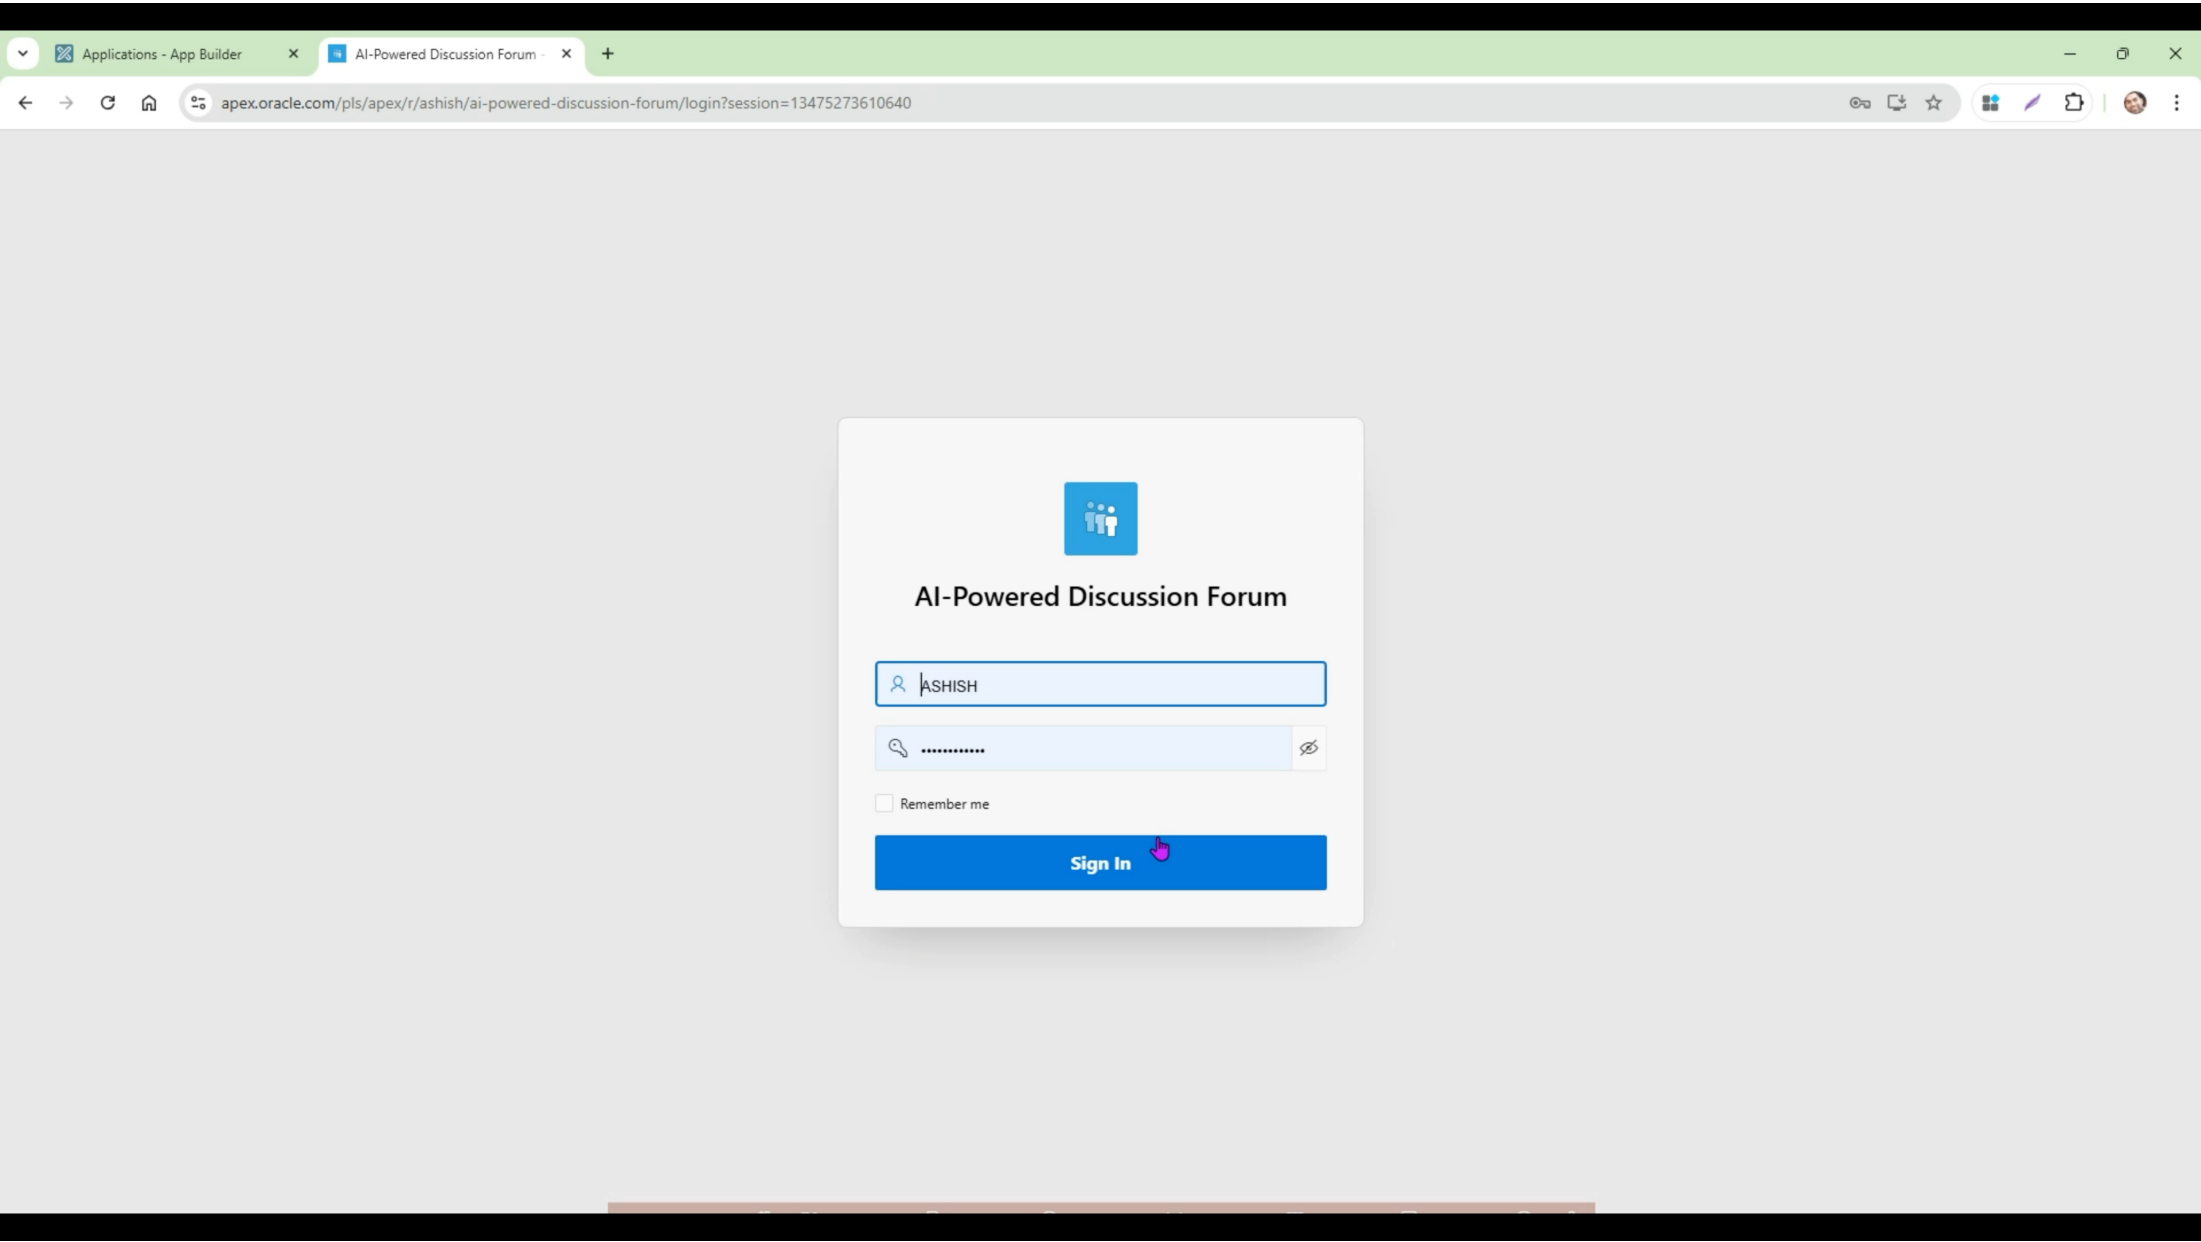 Applications - App Builder
AI-Powered Discussion Forum -
apex.oracle.com/pls/apex/r/ashish/ai-powered-discussion-forum/login?session=13475273610640
AI-Powered Discussion Forum
ASHISH
••••••••••••
Remember me
Sign In